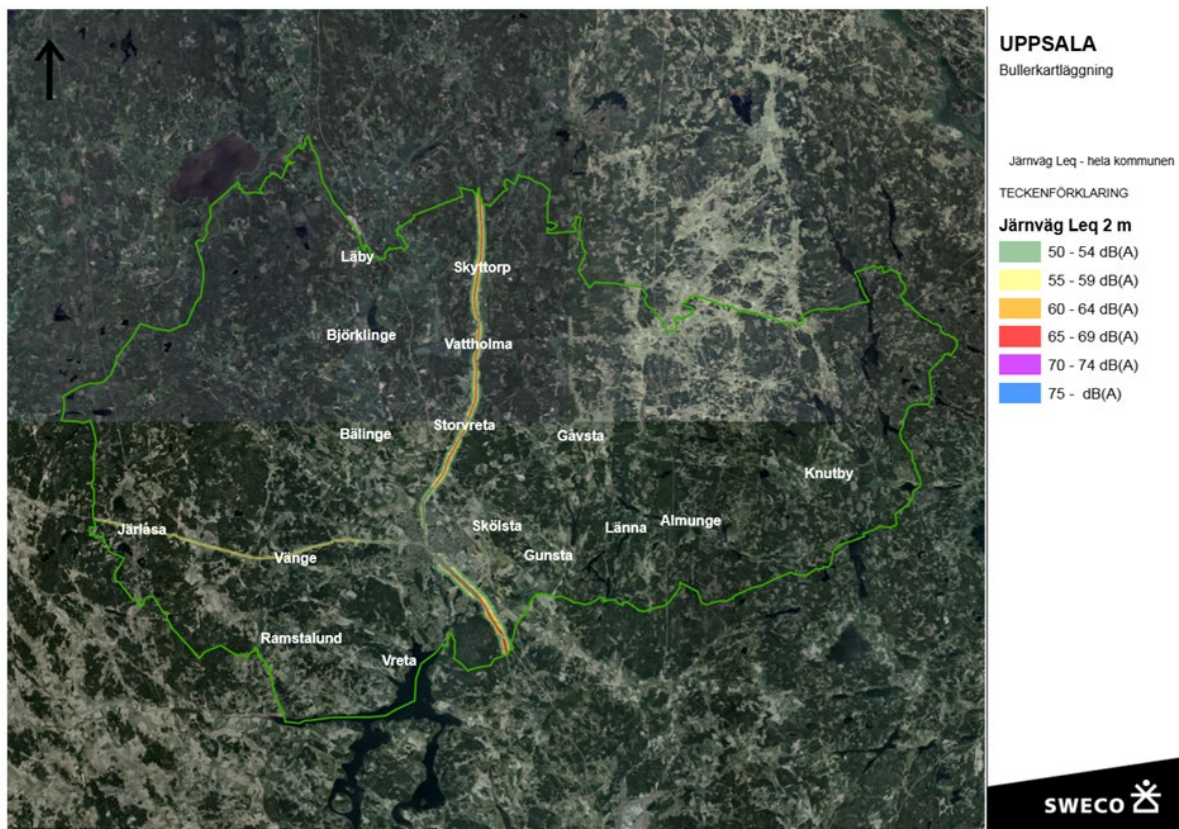 UPPSALA
Bullerkartläggning
Järnväg Leq - hela kommunen
TECKENFÖRKLARING
Järnväg Leq 2 m
50 - 54 dB(A)
55 - 59 dB(A)
60 - 64 dB(A)
65 - 69 dB(A)
70 - 74 dB(A)
75 - dB(A)
Läby
Skyttorp
Björklinge
Vattholma
Bälinge
Storvreta
Gåvsta
Knutby
Järlåsa
Skölsta
Länna
Almunge
Vänge
Gunsta
Ramstalund
Vreta
SWECO